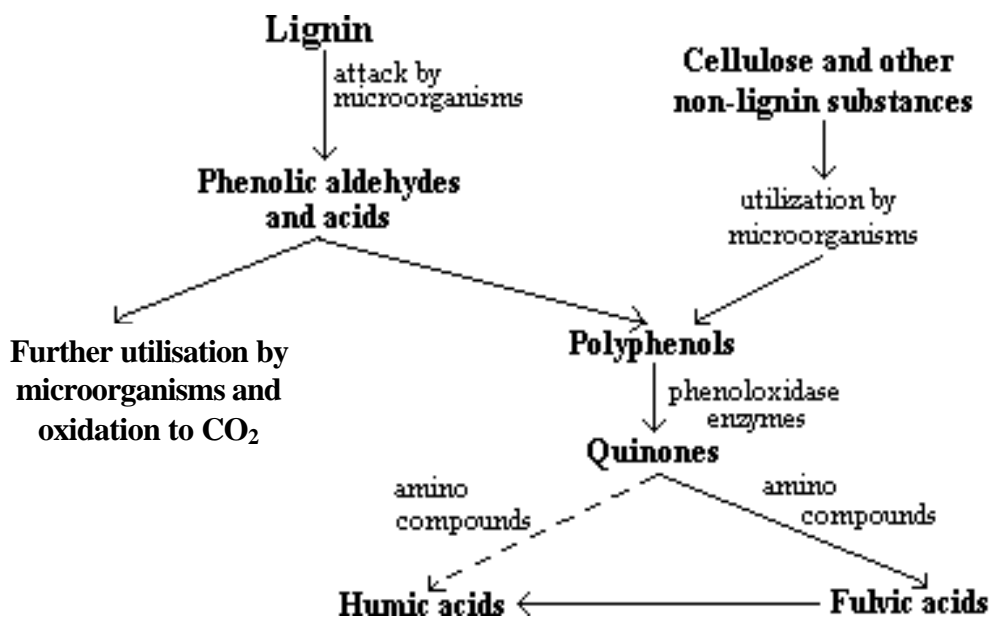 Lignin
attack by
microorganisms
Cellulose and other
non-lignin substances
Phenolic aldehydes
and acids
utilization by
microorganisms
Further utilisation by
microorganisms and
oxidation to CO₂
Polyphenols
phenoloxidase
enzymes
Quinones
amino
compounds
amino
compounds
Humic acids
Fulvic acids